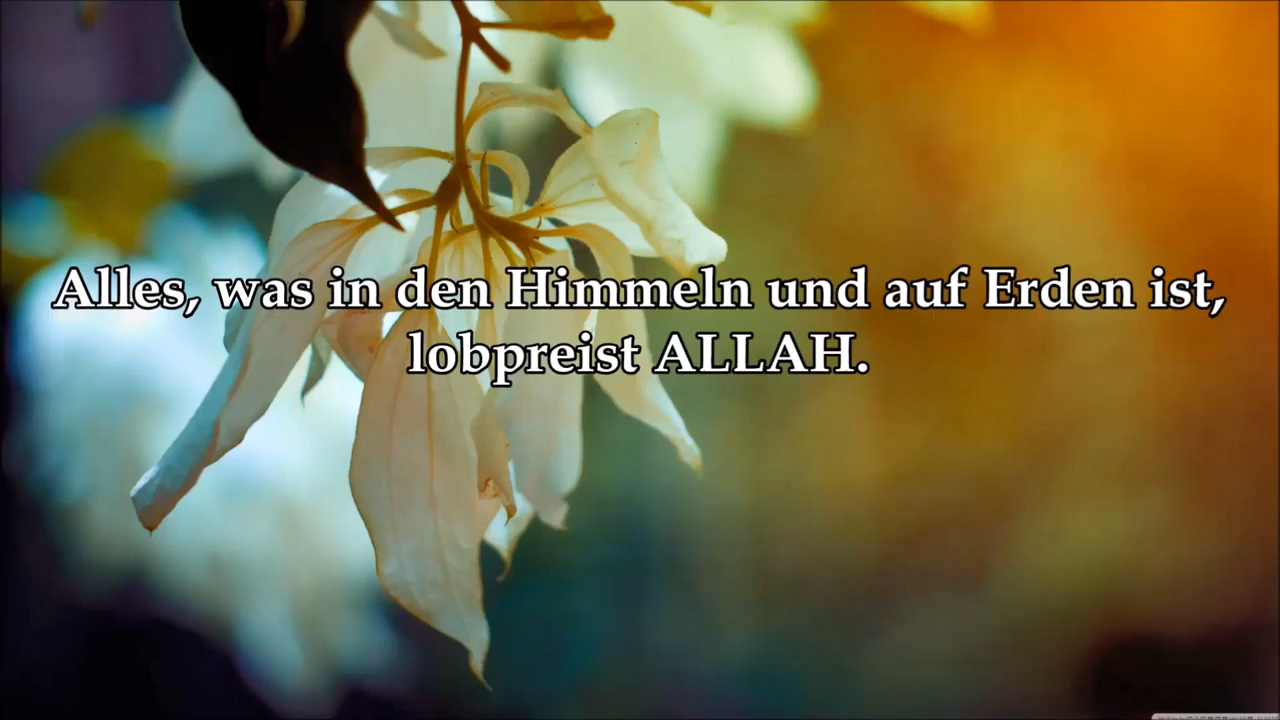 Alles, was in den Himmeln und auf Erden ist,
lobpreist ALLAH.